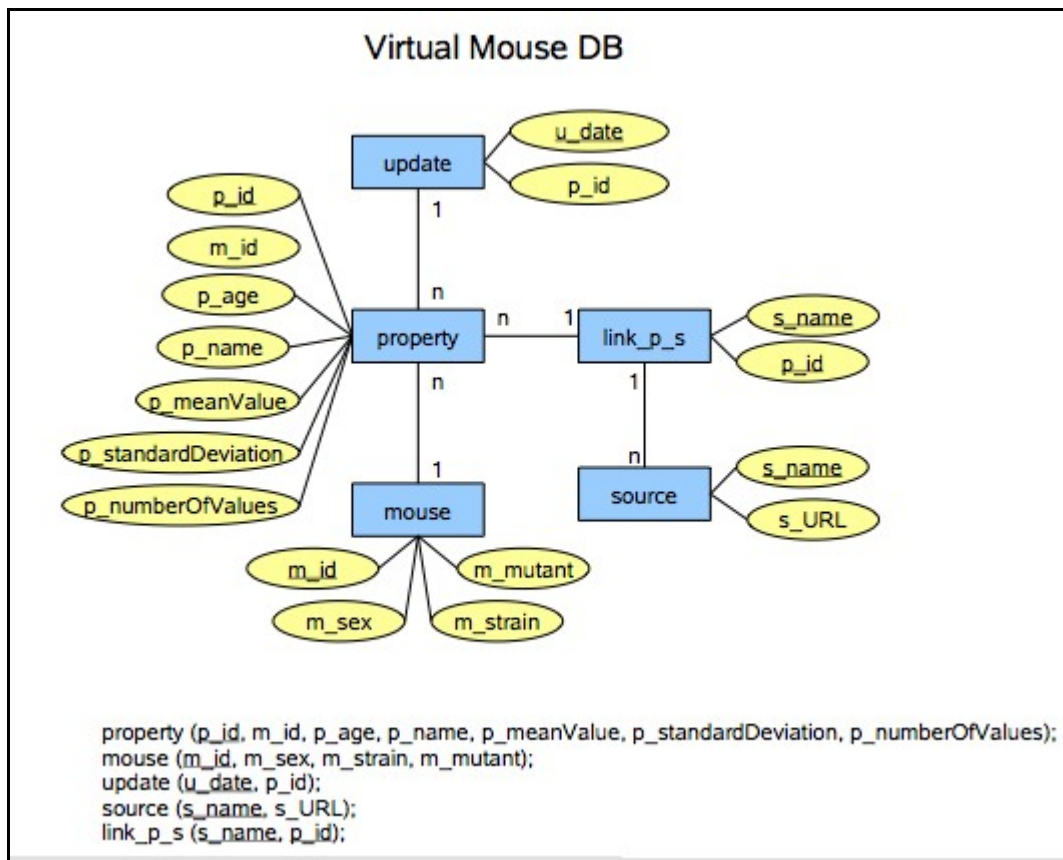 Virtual Mouse DB
update
u_date
p_id
1
n
p_id
m_id
p_age
p_name
p_meanValue
p_standardDeviation
p_numberOfValues
property
n
1
link_p_s
s_name
p_id
1
n
source
s_name
s_URL
n
1
mouse
m_id
m_mutant
m_sex
m_strain
property (p_id, m_id, p_age, p_name, p_meanValue, p_standardDeviation, p_numberOfValues);
mouse (m_id, m_sex, m_strain, m_mutant);
update (u_date, p_id);
source (s_name, s_URL);
link_p_s (s_name, p_id);